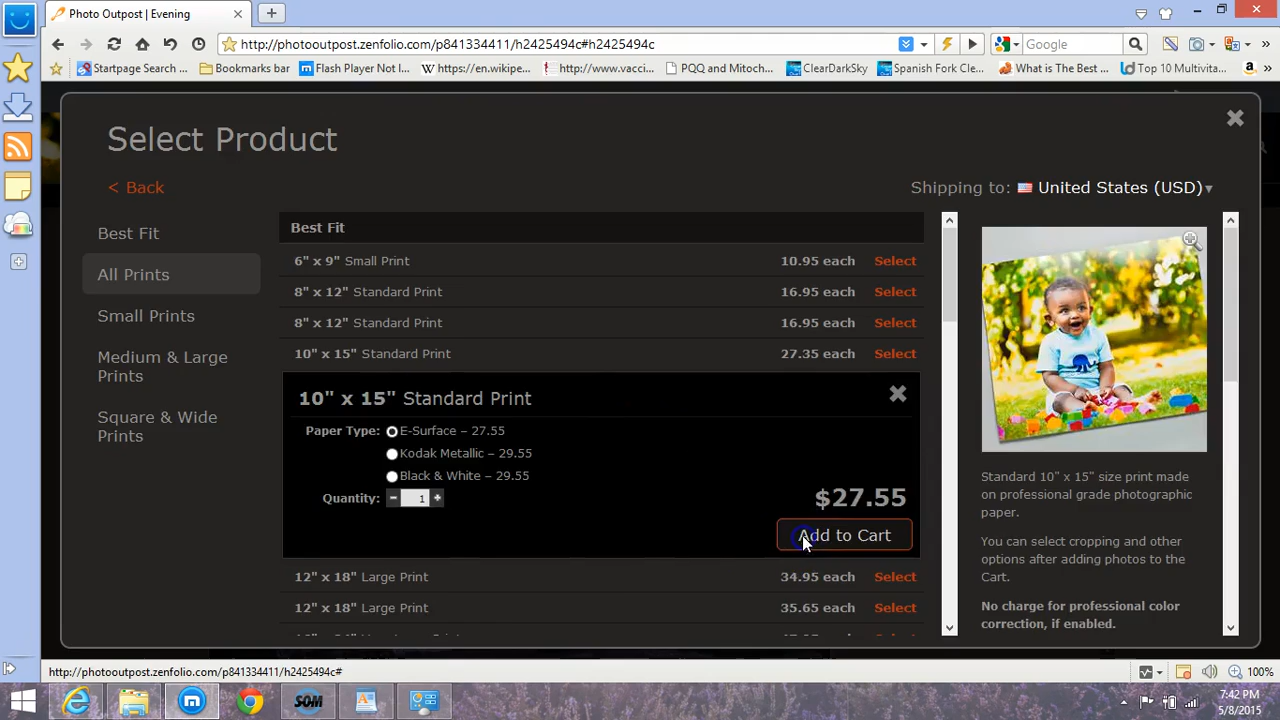 Photo Outpost | Evening
http://photooutpost.zenfolio.com/p841334411/h2425494c#h2425494c
Google
Startpage Search ...
Bookmarks bar
Flash Player Not I...
https://en.wikipe...
http://www.vacci...
PQQ and Mitoch...
ClearDarkSky
Spanish Fork Cle...
What is The Best ...
Top 10 Multivita...
Select Product
< Back
Shipping to: United States (USD)
Best Fit
All Prints
Small Prints
Medium & Large
Prints
Square & Wide
Prints
Best Fit
6" x 9" Small Print 10.95 each Select
8" x 12" Standard Print 16.95 each Select
8" x 12" Standard Print 16.95 each Select
10" x 15" Standard Print 27.35 each Select
10" x 15" Standard Print
Paper Type: E-Surface – 27.55
Kodak Metallic – 29.55
Black & White – 29.55
Quantity: - 1 +
$27.55
Add to Cart
12" x 18" Large Print 34.95 each Select
12" x 18" Large Print 35.65 each Select
Standard 10" x 15" size print made
on professional grade photographic
paper.
You can select cropping and other
options after adding photos to the
Cart.
No charge for professional color
correction, if enabled.
http://photooutpost.zenfolio.com/p841334411/h2425494c#
100%
SOM
7:42 PM
5/8/2015